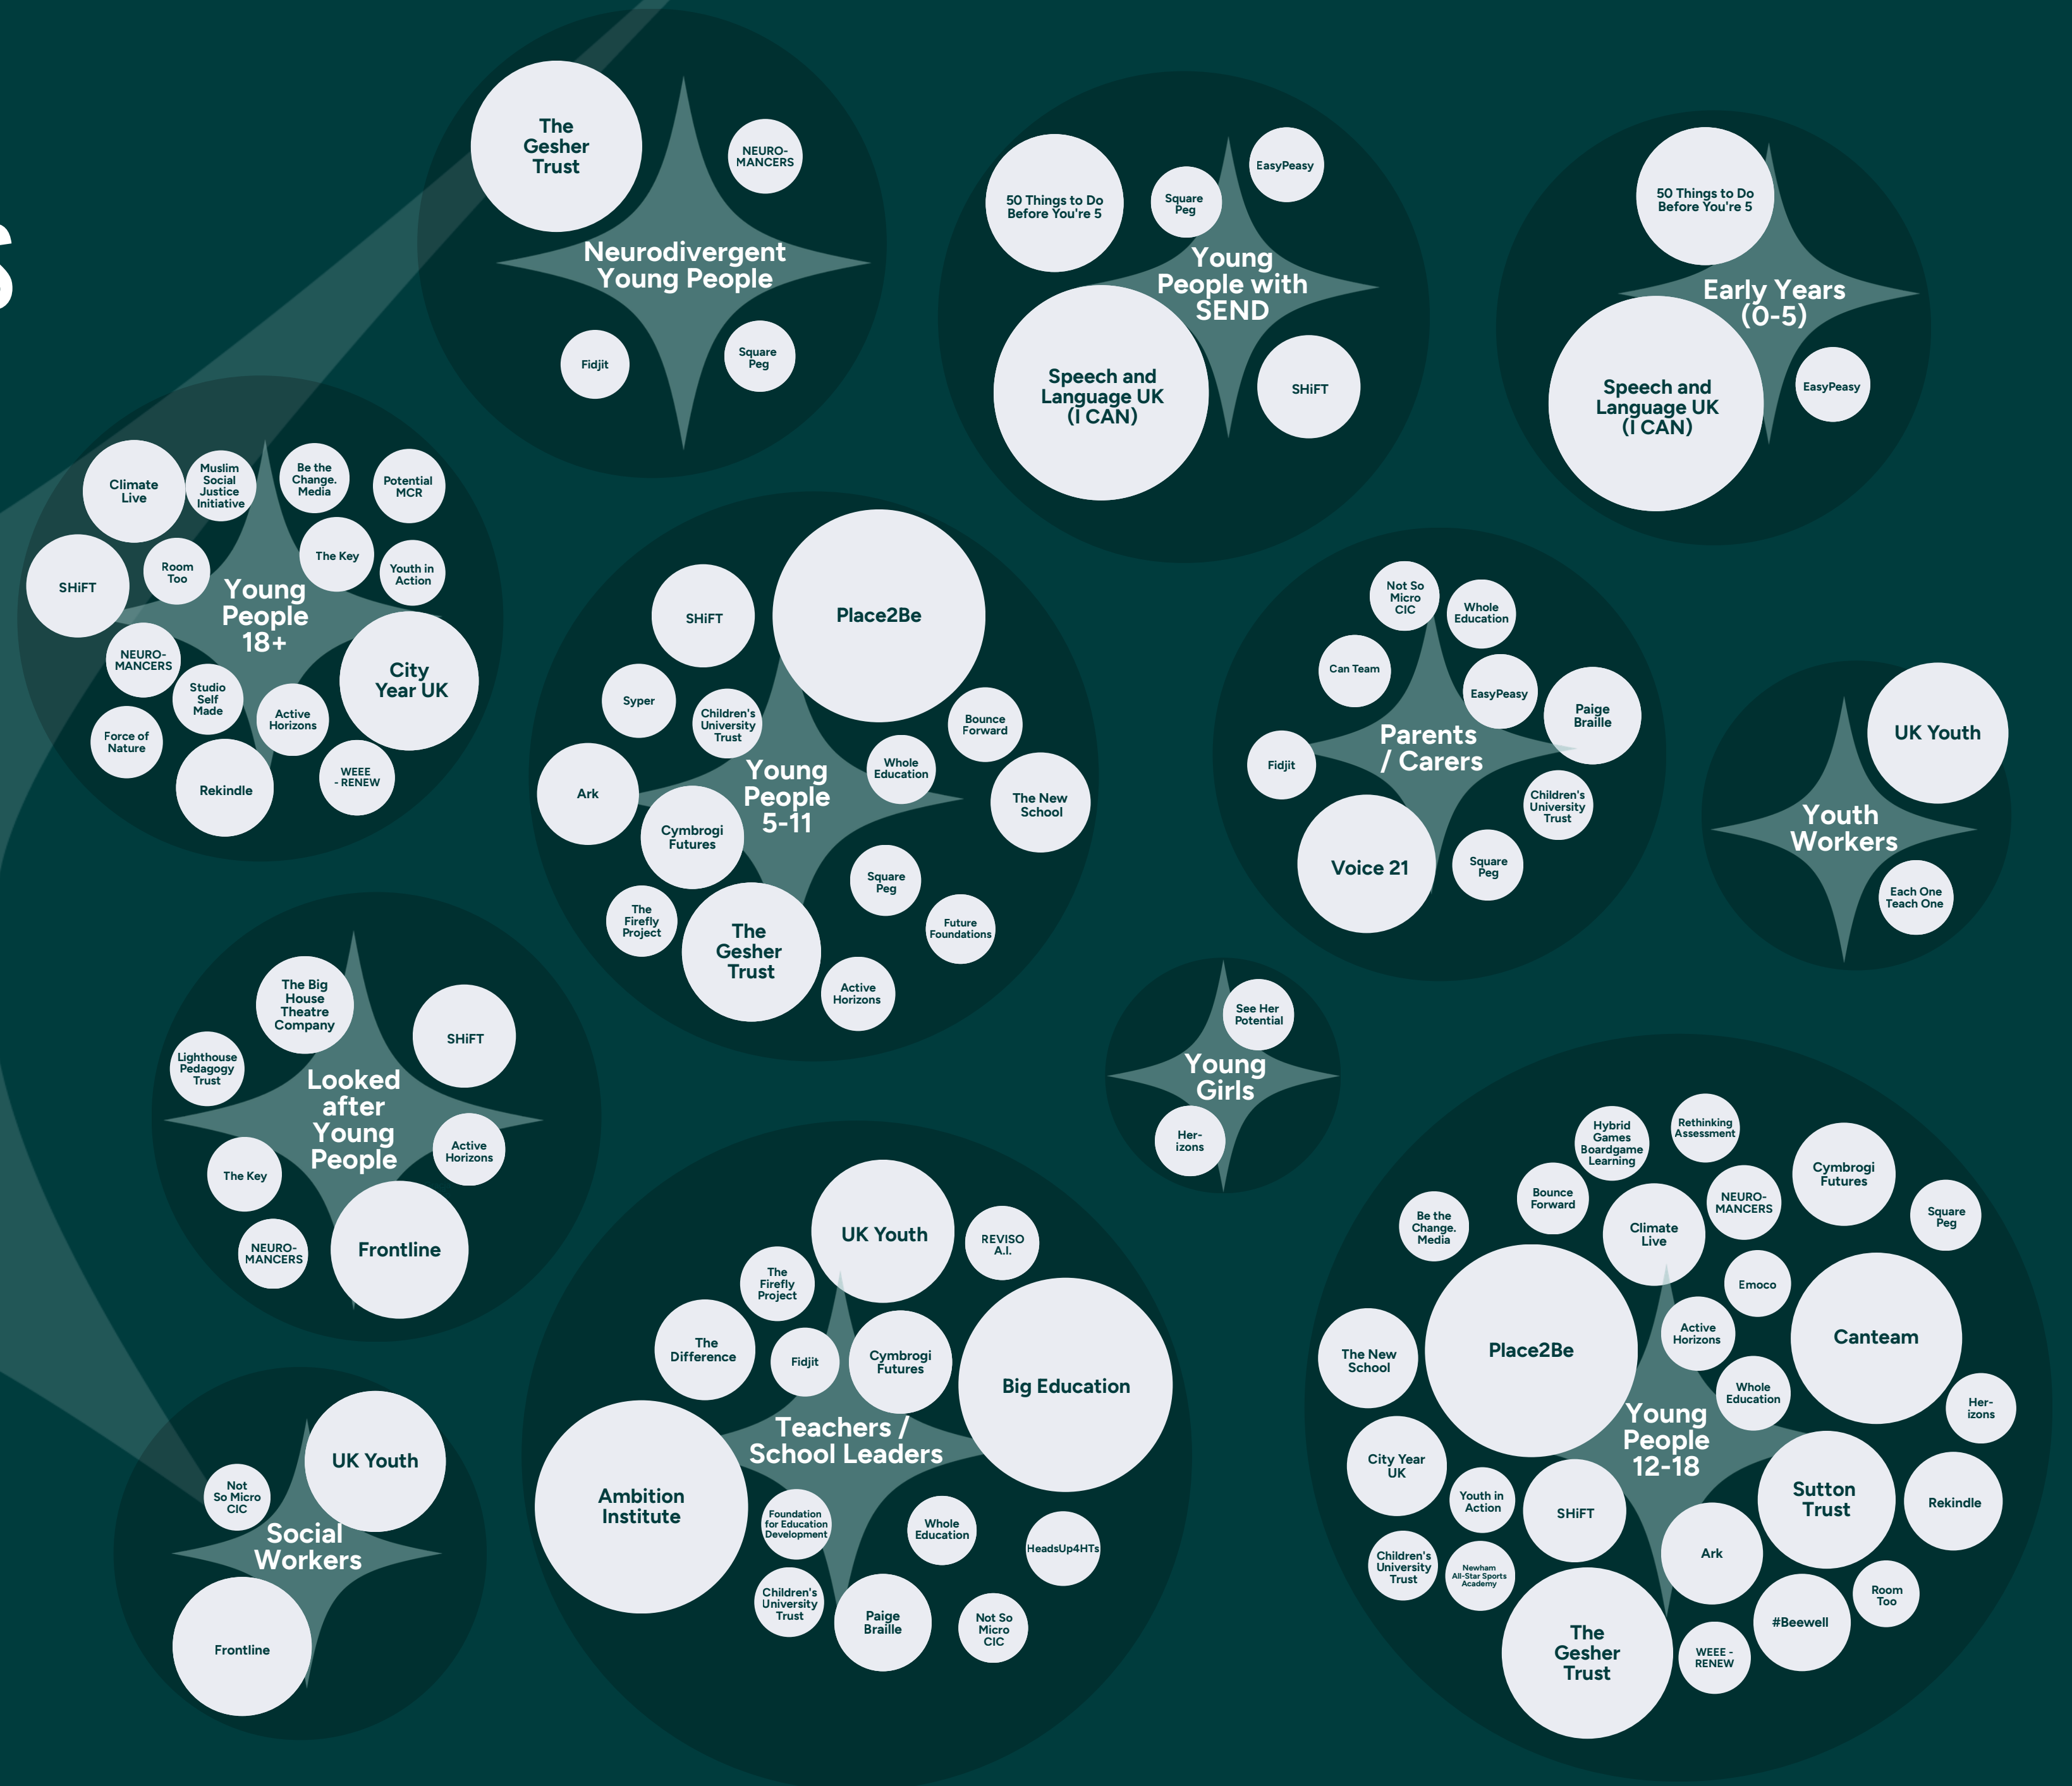 S
The
Gesher
Trust
NEURO-
MANCERS
Neurodivergent
Young People
Fidjit
Square
Peg
50 Things to Do
Before You're 5
Square
Peg
EasyPeasy
Young
People with
SEND
Speech and
Language UK
(I CAN)
SHiFT
50 Things to Do
Before You're 5
Early Years
(0-5)
Speech and
Language UK
(I CAN)
EasyPeasy
Climate
Live
Muslim
Social
Justice
Initiative
Be the
Change.
Media
Potential
MCR
SHiFT
Room
Too
The Key
Youth in
Action
Young
People
18+
NEURO-
MANCERS
Studio
Self
Made
Active
Horizons
City
Year UK
Force of
Nature
Rekindle
WEEE
- RENEW
SHiFT
Place2Be
Syper
Children's
University
Trust
Bounce
Forward
Ark
Young
People
5-11
Whole
Education
The New
School
Cymbrogi
Futures
Square
Peg
The
Firefly
Project
The
Gesher
Trust
Future
Foundations
Active
Horizons
Not So
Micro
CIC
Whole
Education
Can Team
EasyPeasy
Paige
Braille
Fidjit
Parents
/ Carers
Children's
University
Trust
Voice 21
Square
Peg
UK Youth
Youth
Workers
Each One
Teach One
The Big
House
Theatre
Company
SHiFT
Lighthouse
Pedagogy
Trust
Looked
after
Young
People
Active
Horizons
The Key
NEURO-
MANCERS
Frontline
See Her
Potential
Young
Girls
Her-
izons
UK Youth
Not
So Micro
CIC
Social
Workers
Frontline
UK Youth
REVISO
A.I.
The
Firefly
Project
The
Difference
Fidjit
Cymbrogi
Futures
Big Education
Teachers /
School Leaders
Ambition
Institute
Foundation
for Education
Development
Whole
Education
HeadsUp4HTs
Children's
University
Trust
Paige
Braille
Not So
Micro
CIC
Hybrid
Games
Boardgame
Learning
Rethinking
Assessment
Cymbrogi
Futures
Bounce
Forward
NEURO-
MANCERS
Square
Peg
Be the
Change.
Media
Climate
Live
Emoco
Active
Horizons
Canteam
Place2Be
The New
School
Whole
Education
Her-
izons
Young
People
12-18
City Year
UK
Youth in
Action
SHiFT
Sutton
Trust
Rekindle
Children's
University
Trust
Newham
All-Star Sports
Academy
Ark
Room
Too
#Beewell
The
Gesher
Trust
WEEE -
RENEW